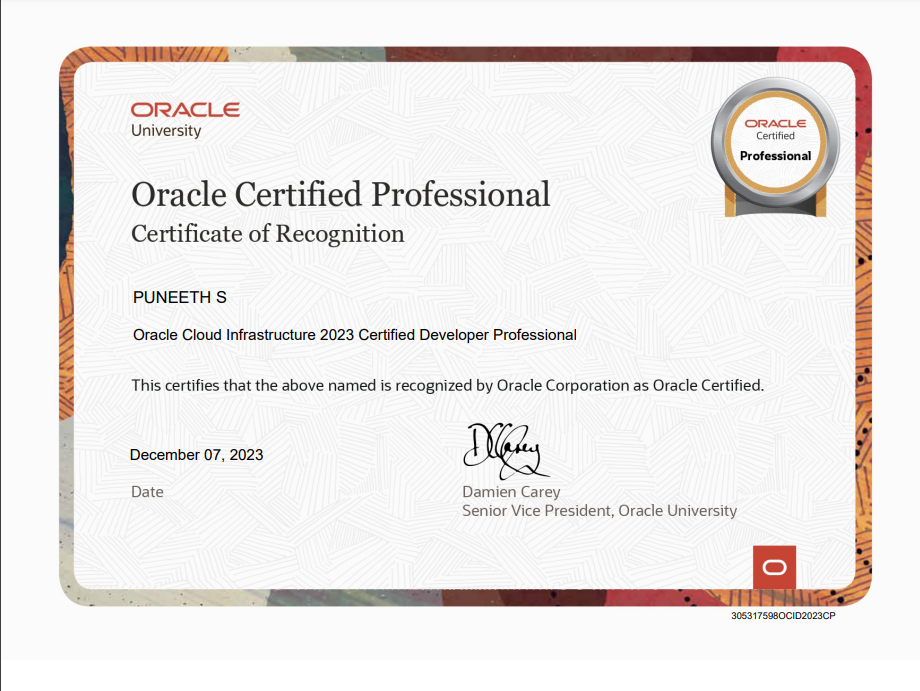 ORACLE
University
ORACLE
Certified
Professional
Oracle Certified Professional
Certificate of Recognition
PUNEETH S
Oracle Cloud Infrastructure 2023 Certified Developer Professional
This certifies that the above named is recognized by Oracle Corporation as Oracle Certified.
December 07, 2023
DCarey
Date
Damien Carey
Senior Vice President, Oracle University
305317598OCID2023CP